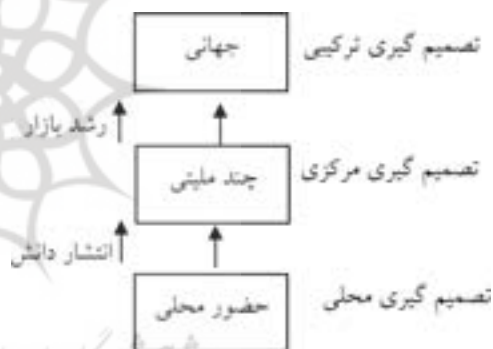 تصمیم گیری ترکیبی
جهانی
رشد بازار
تصمیم گیری مرکزی
چند ملیتی
انتشار دانش
تصمیم گیری محلی
حضور محلی